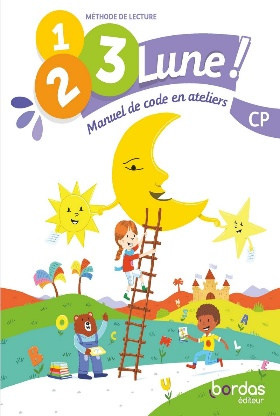 MÉTHODE DE LECTURE
1
2
3 Lune !
Manuel de code en ateliers
CP
bordas
éditeur